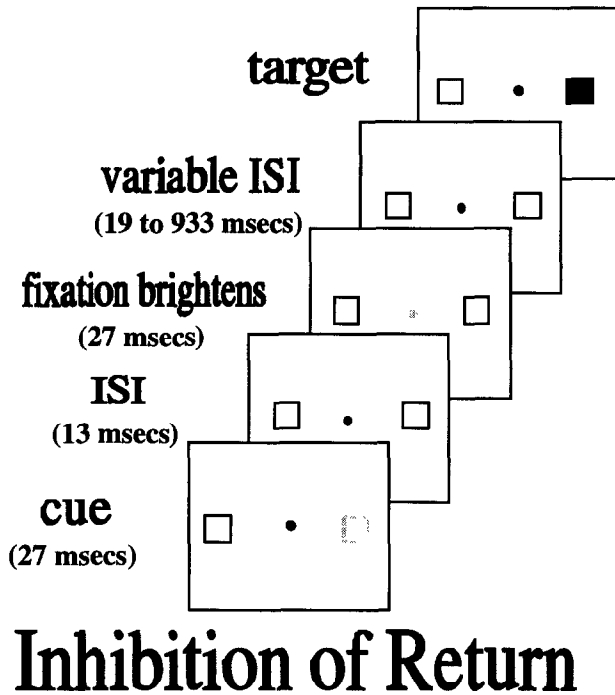 target
variable ISI
(19 to 933 msecs)
fixation brightens
(27 msecs)
ISI
(13 msecs)
cue
(27 msecs)
Inhibition of Return